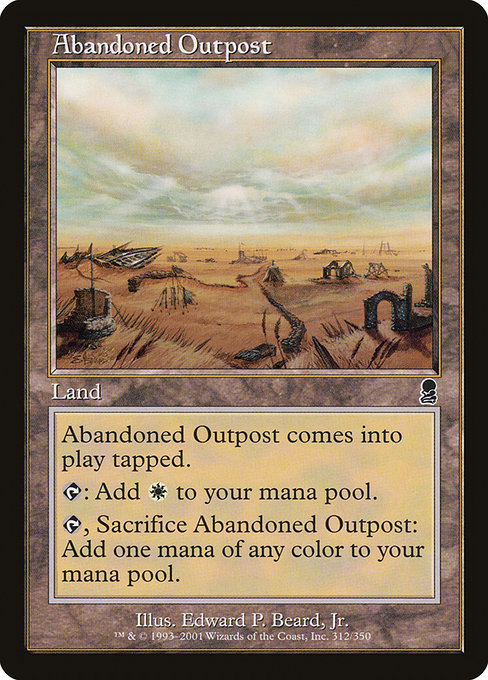 Abandoned Outpost
Land
Abandoned Outpost comes into
play tapped.
: Add to your mana pool.
, Sacrifice Abandoned Outpost:
Add one mana of any color to your
mana pool.
Illus. Edward P. Beard, Jr.
™ & © 1993–2001 Wizards of the Coast, Inc. 312/350